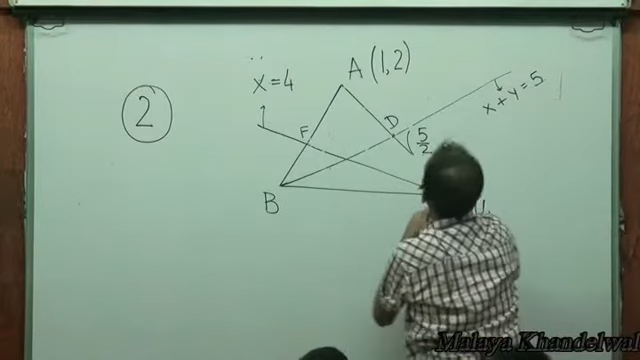 2
x=4
A (1,2)
x+y=5
F
D
5/2
B
Malaya Khandelwal